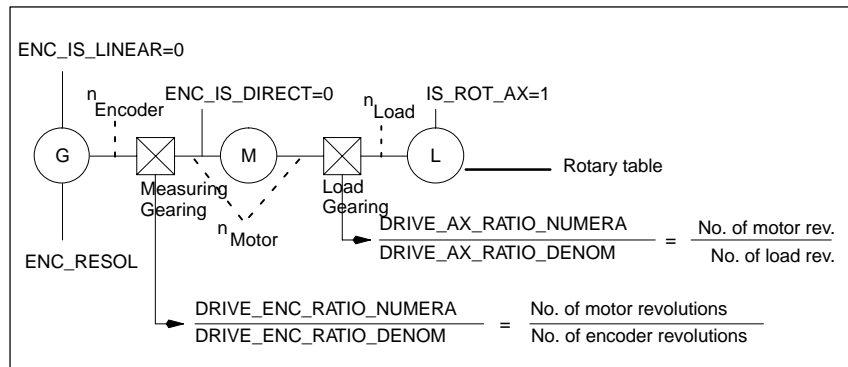 ENC_IS_LINEAR=0
n Encoder
ENC_IS_DIRECT=0
n Load
IS_ROT_AX=1
G
M
L
Rotary table
Measuring
Gearing
Load
Gearing
n Motor
ENC_RESOL
DRIVE_AX_RATIO_NUMERA
DRIVE_AX_RATIO_DENOM
=
No. of motor rev.
No. of load rev.
DRIVE_ENC_RATIO_NUMERA
DRIVE_ENC_RATIO_DENOM
=
No. of motor revolutions
No. of encoder revolutions